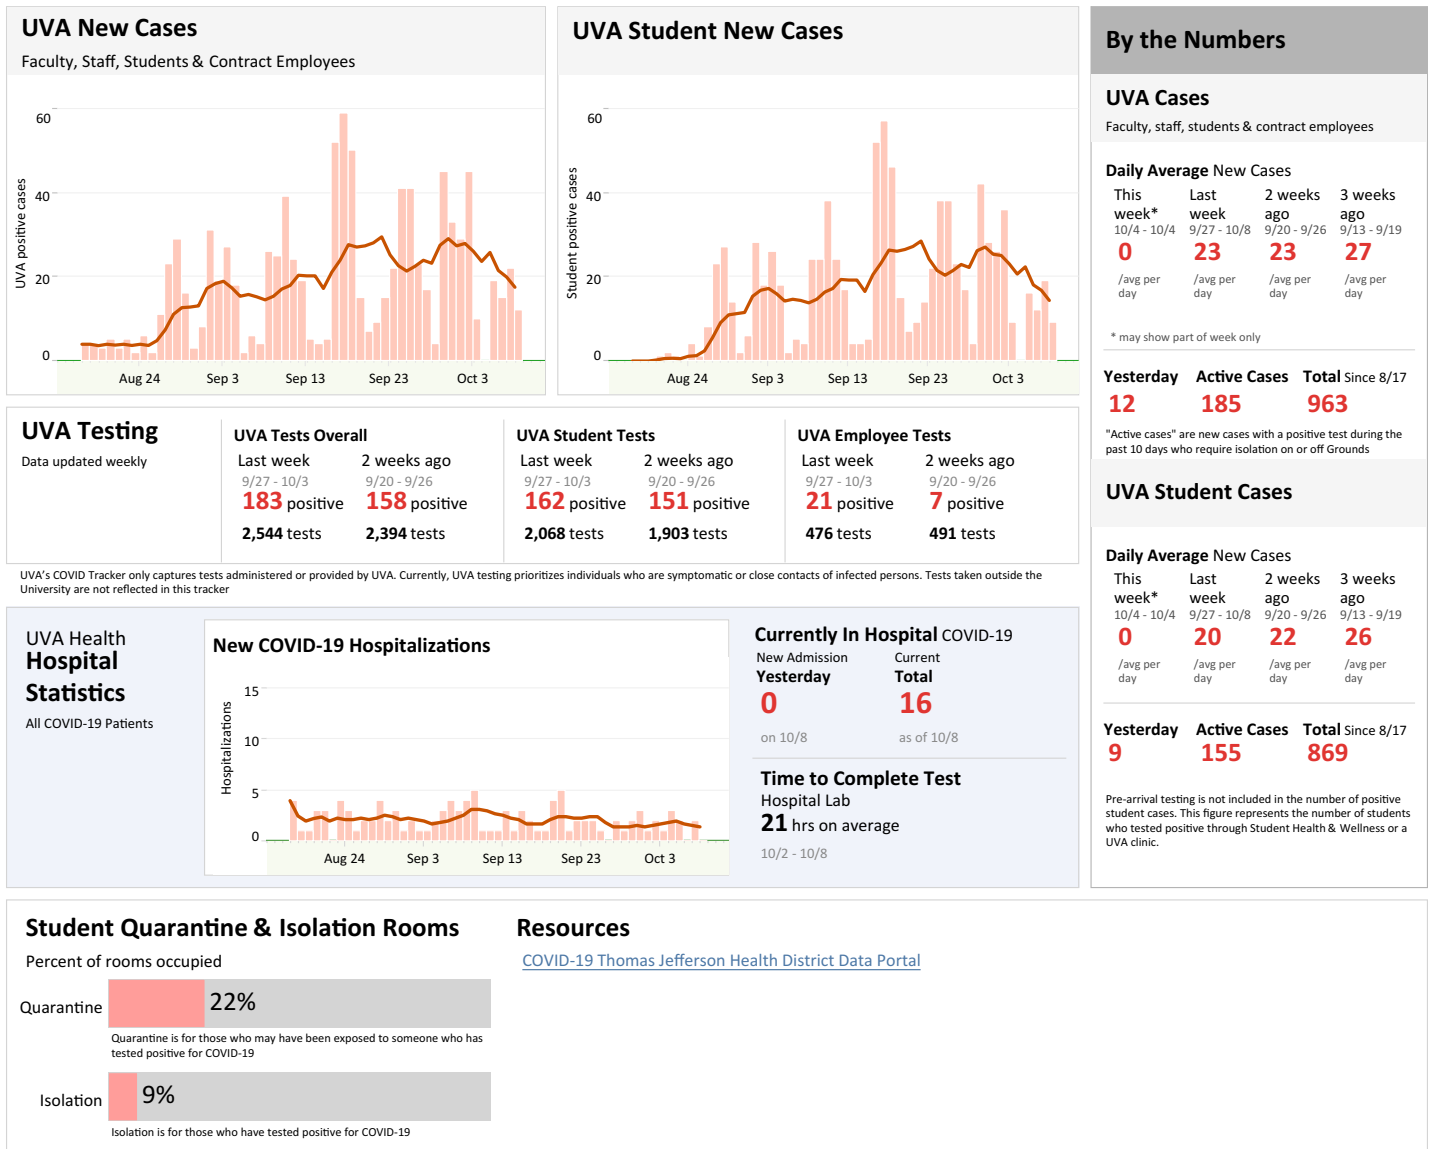 UVA New Cases
Faculty, Staff, Students & Contract Employees
UVA positive cases
60
40
20
0
Aug 24
Sep 3
Sep 13
Sep 23
Oct 3
UVA Student New Cases
Student positive cases
60
40
20
0
Aug 24
Sep 3
Sep 13
Sep 23
Oct 3
By the Numbers
UVA Cases
Faculty, staff, students & contract employees
Daily Average New Cases
This Last 2 weeks 3 weeks
week* week ago ago
10/4 - 10/4 9/27 - 10/8 9/20 - 9/26 9/13 - 9/19
0 23 23 27
/avg per /avg per /avg per /avg per
day day day day
* may show part of week only
Yesterday Active Cases Total Since 8/17
12 185 963
"Active cases" are new cases with a positive test during the
past 10 days who require isolation on or off Grounds
UVA Student Cases
Daily Average New Cases
This Last 2 weeks 3 weeks
week* week ago ago
10/4 - 10/4 9/27 - 10/8 9/20 - 9/26 9/13 - 9/19
0 20 22 26
/avg per /avg per /avg per /avg per
day day day day
Yesterday Active Cases Total Since 8/17
9 155 869
Pre-arrival testing is not included in the number of positive
student cases. This figure represents the number of students
who tested positive through Student Health & Wellness or a
UVA clinic.
UVA Testing
Data updated weekly
UVA Tests Overall
Last week 2 weeks ago
9/27 - 10/3 9/20 - 9/26
183 positive 158 positive
2,544 tests 2,394 tests
UVA Student Tests
Last week 2 weeks ago
9/27 - 10/3 9/20 - 9/26
162 positive 151 positive
2,068 tests 1,903 tests
UVA Employee Tests
Last week 2 weeks ago
9/27 - 10/3 9/20 - 9/26
21 positive 7 positive
476 tests 491 tests
UVA's COVID Tracker only captures tests administered or provided by UVA. Currently, UVA testing prioritizes individuals who are symptomatic or close contacts of infected persons. Tests taken outside the
University are not reflected in this tracker
UVA Health
Hospital
Statistics
All COVID-19 Patients
New COVID-19 Hospitalizations
Hospitalizations
15
10
5
0
Aug 24
Sep 3
Sep 13
Sep 23
Oct 3
Currently In Hospital COVID-19
New Admission Current
Yesterday Total
0 16
on 10/8 as of 10/8
Time to Complete Test
Hospital Lab
21 hrs on average
10/2 - 10/8
Student Quarantine & Isolation Rooms
Percent of rooms occupied
Quarantine 22%
Quarantine is for those who may have been exposed to someone who has
tested positive for COVID-19
Isolation 9%
Isolation is for those who have tested positive for COVID-19
Resources
COVID-19 Thomas Jefferson Health District Data Portal